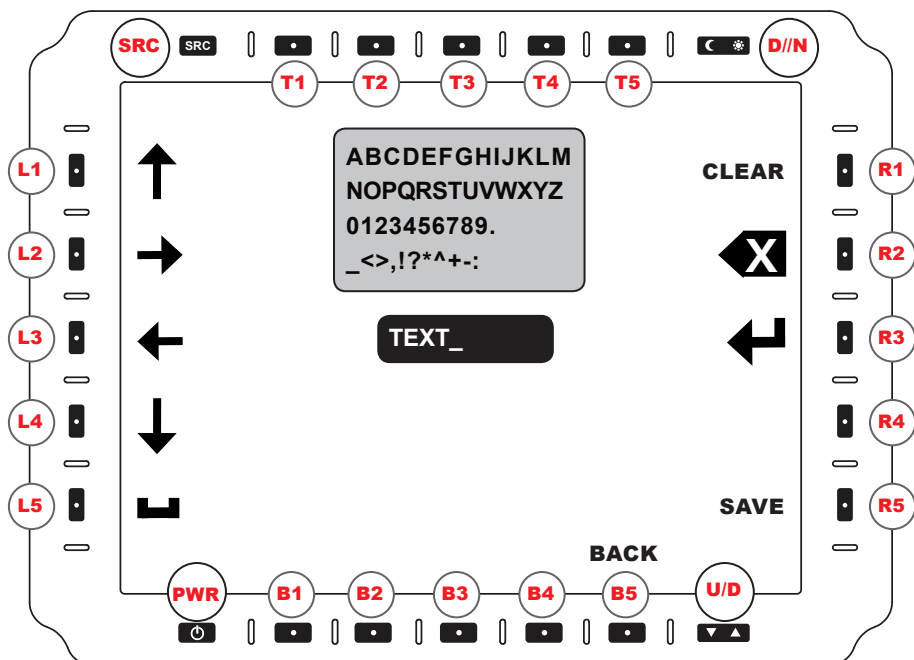 SRC SRC D//N
T1 T2 T3 T4 T5
ABCDEFGHIJKLM
L1 CLEAR R1
NOPQRSTUVWXYZ
0123456789.
L2 X R2
_<>,!?*^+-:
L3 TEXT_ R3
L4 R4
L5 SAVE R5
BACK
PWR B1 B2 B3 B4 B5 U/D